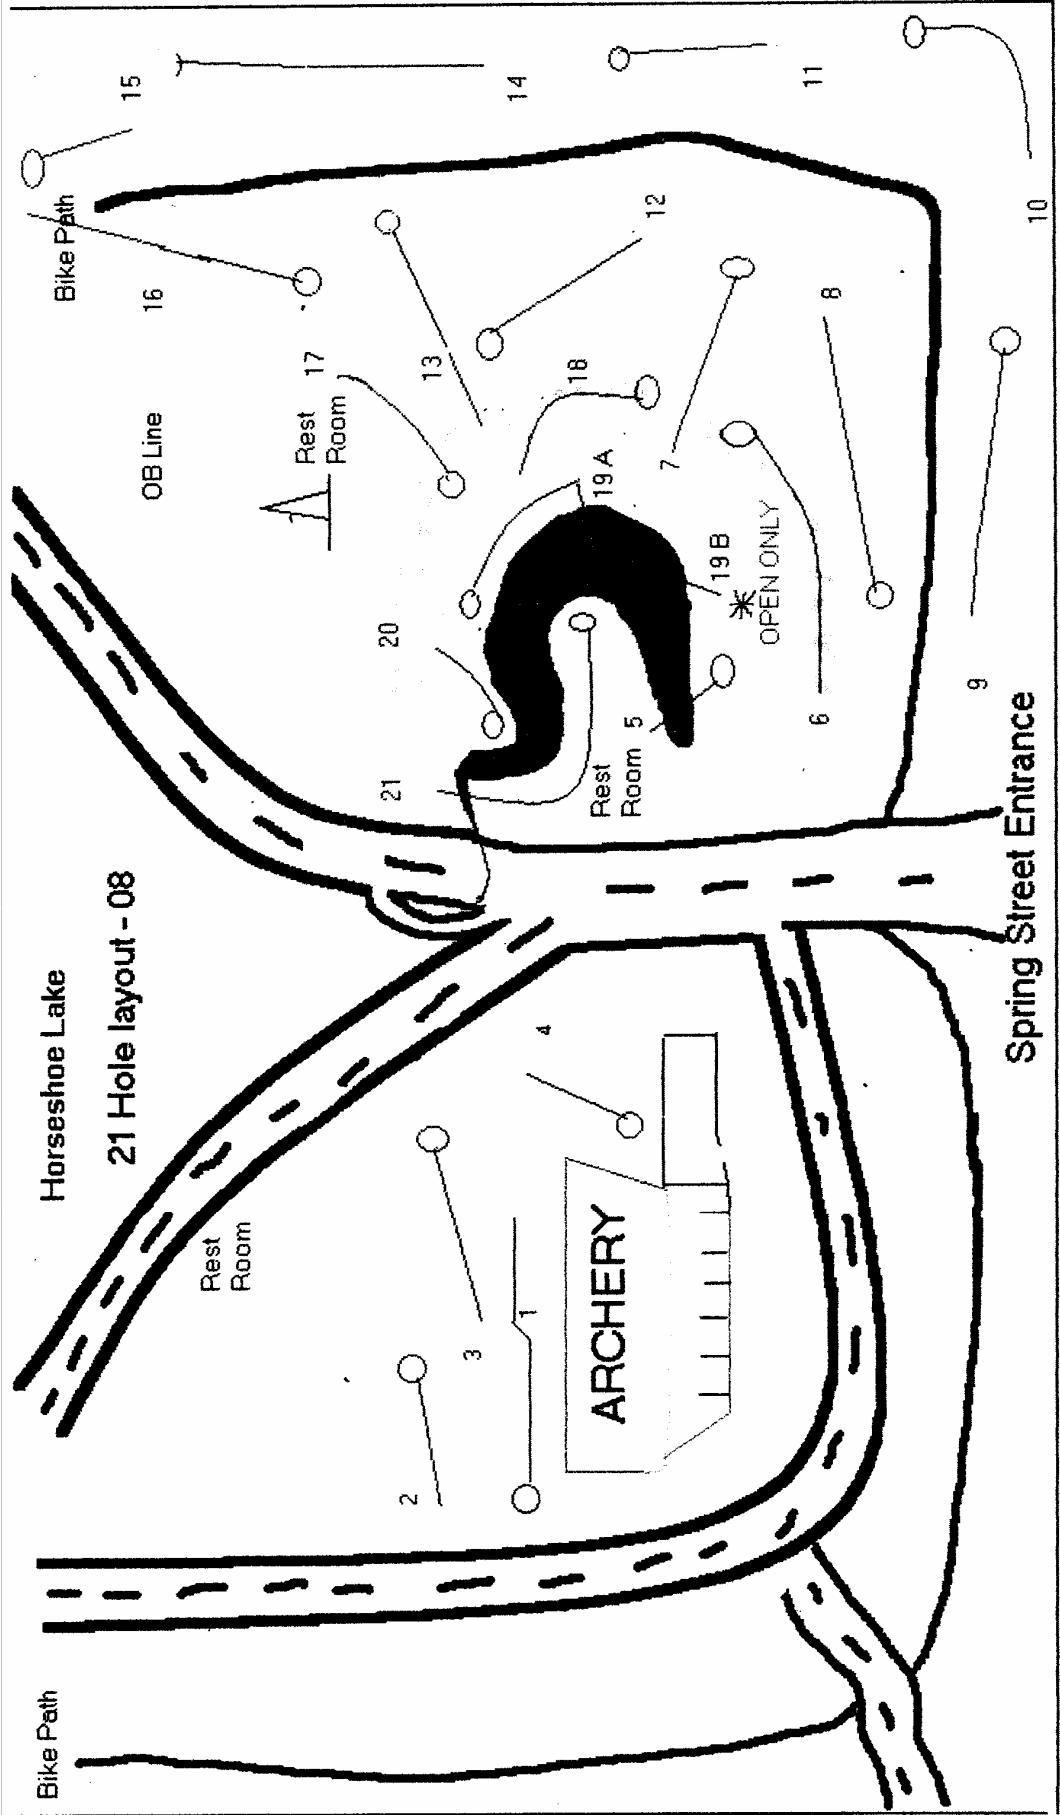 Horseshoe Lake
21 Hole layout - 08
Bike Path
Rest
Room
2
3
1
4
ARCHERY
Spring Street Entrance
21
20
Rest
Room
5
19 B
OPEN ONLY
19 A
6
9
7
8
18
13
17
Rest
Room
OB Line
16
Bike Path
12
15
14
11
10